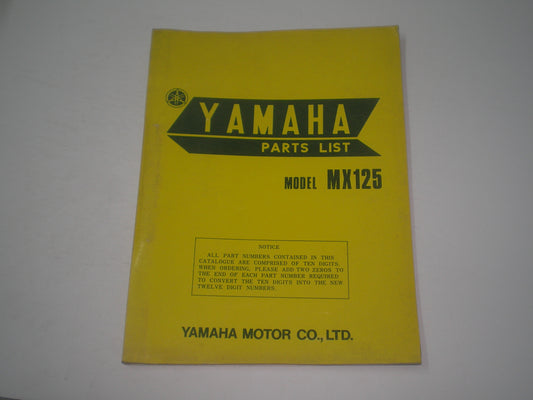 YAMAHA
PARTS LIST
MODEL MX125
NOTICE
ALL PART NUMBERS CONTAINED IN THIS
CATALOGUE ARE COMPRISED OF TEN DIGITS.
WHEN ORDERING, PLEASE ADD TWO ZEROS TO
THE END OF EACH PART NUMBER REQUIRED
TO CONVERT THE TEN DIGITS INTO THE NEW
TWELVE DIGIT NUMBERS.
YAMAHA MOTOR CO., LTD.